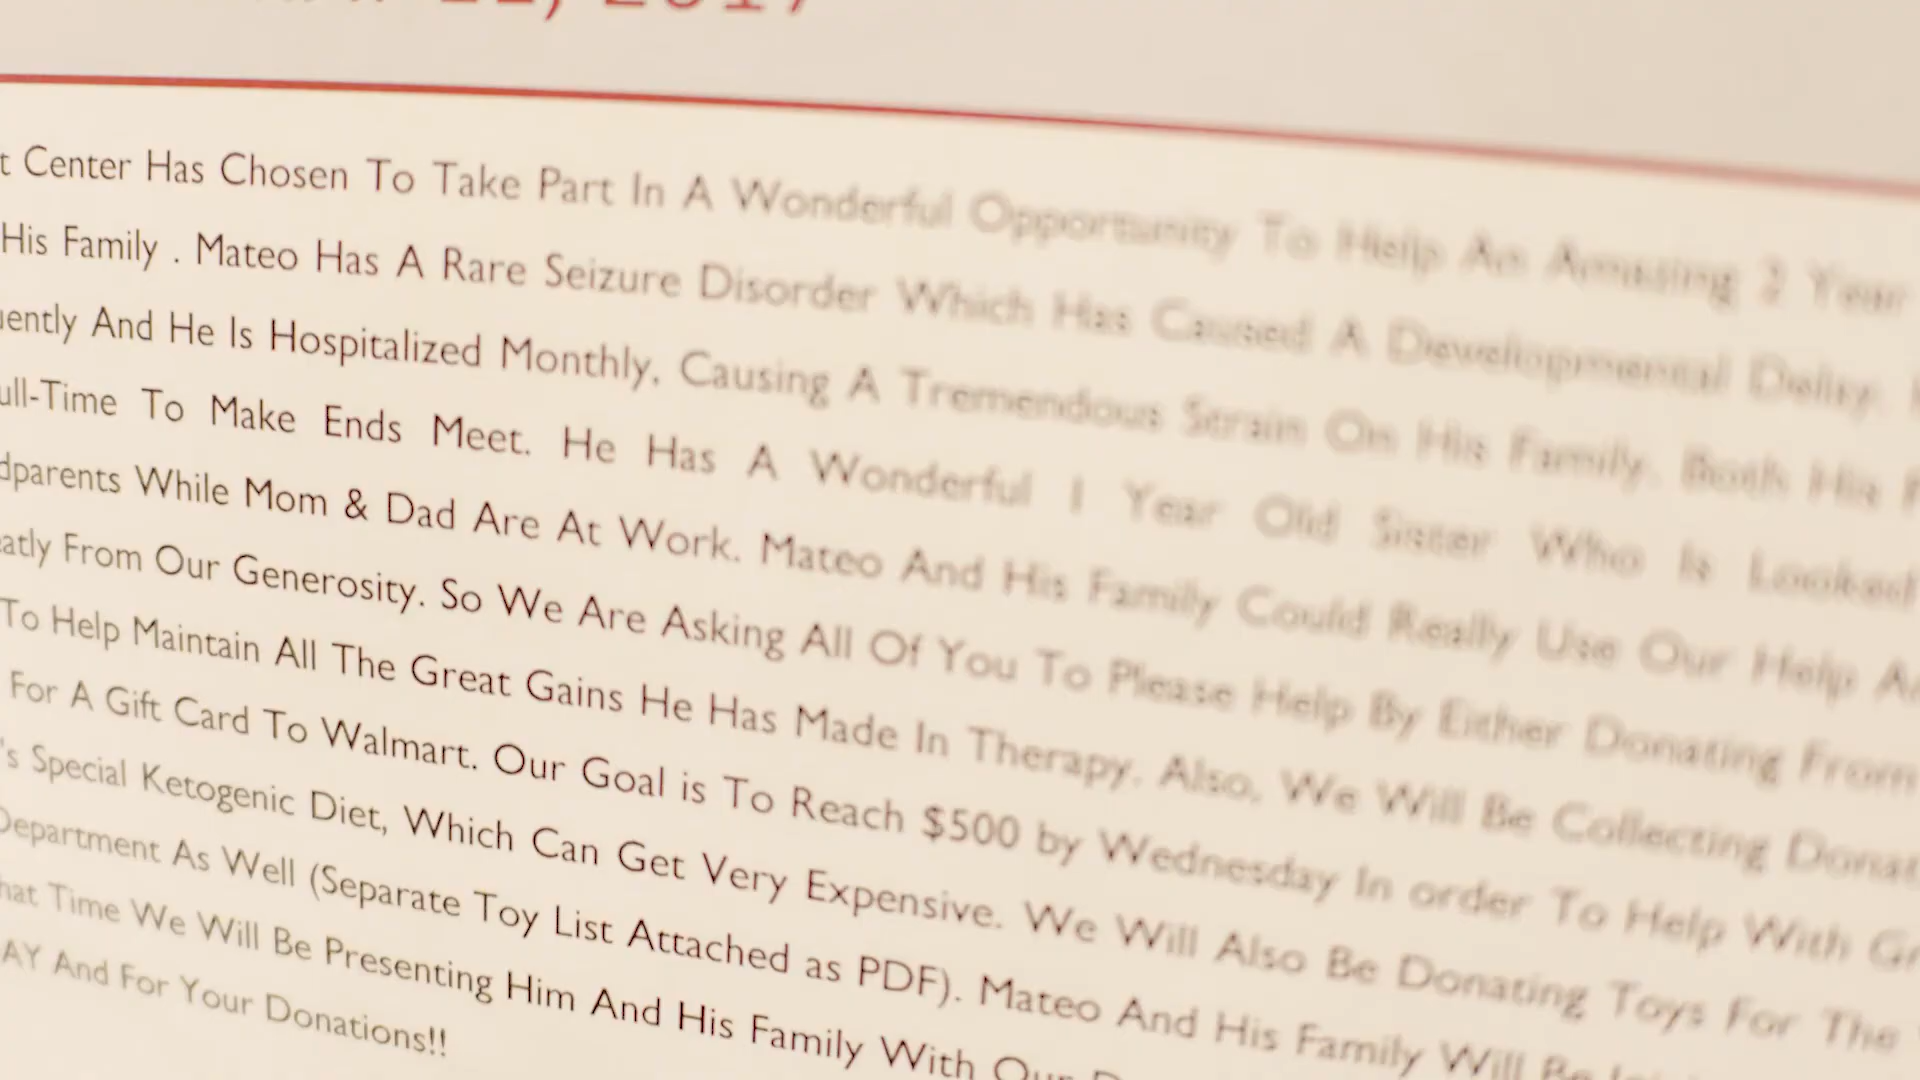 11, 2017
Center Has Chosen To Take Part In A Wonderful Opportunity To Help An Amazing 2 Year
His Family . Mateo Has A Rare Seizure Disorder Which Has Caused A Developmental Delay.
And He Is Hospitalized Monthly, Causing A Tremendous Strain On His Family. Both His
ull-Time To Make Ends Meet. He Has A Wonderful 1 Year Old Sister Who Is Looked
dparents While Mom & Dad Are At Work. Mateo And His Family Could Really Use Our Help
atly From Our Generosity. So We Are Asking All Of You To Please Help By Either Donating From
To Help Maintain All The Great Gains He Has Made In Therapy. Also, We Will Be Collecting Donat
For A Gift Card To Walmart. Our Goal is To Reach $500 by Wednesday In order To Help With
's Special Ketogenic Diet, Which Can Get Very Expensive. We Will Also Be Donating Toys For The
Department As Well (Separate Toy List Attached as PDF). Mateo And His Family Will Be
hat Time We Will Be Presenting Him And His Family With Our
AY And For Your Donations!!